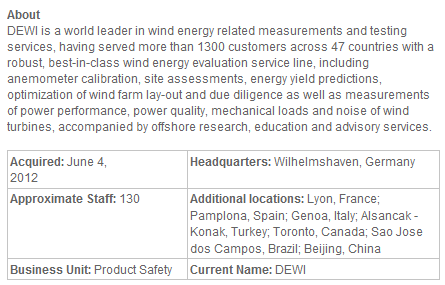 About
DEWI is a world leader in wind energy related measurements and testing
services, having served more than 1300 customers across 47 countries with a
robust, best-in-class wind energy evaluation service line, including
anemometer calibration, site assessments, energy yield predictions,
optimization of wind farm lay-out and due diligence as well as measurements
of power performance, power quality, mechanical loads and noise of wind
turbines, accompanied by offshore research, education and advisory services.
Acquired: June 4,
2012
Headquarters: Wilhelmshaven, Germany
Approximate Staff: 130
Additional locations: Lyon, France;
Pamplona, Spain; Genoa, Italy; Alsancak -
Konak, Turkey; Toronto, Canada; Sao Jose
dos Campos, Brazil; Beijing, China
Business Unit: Product Safety
Current Name: DEWI